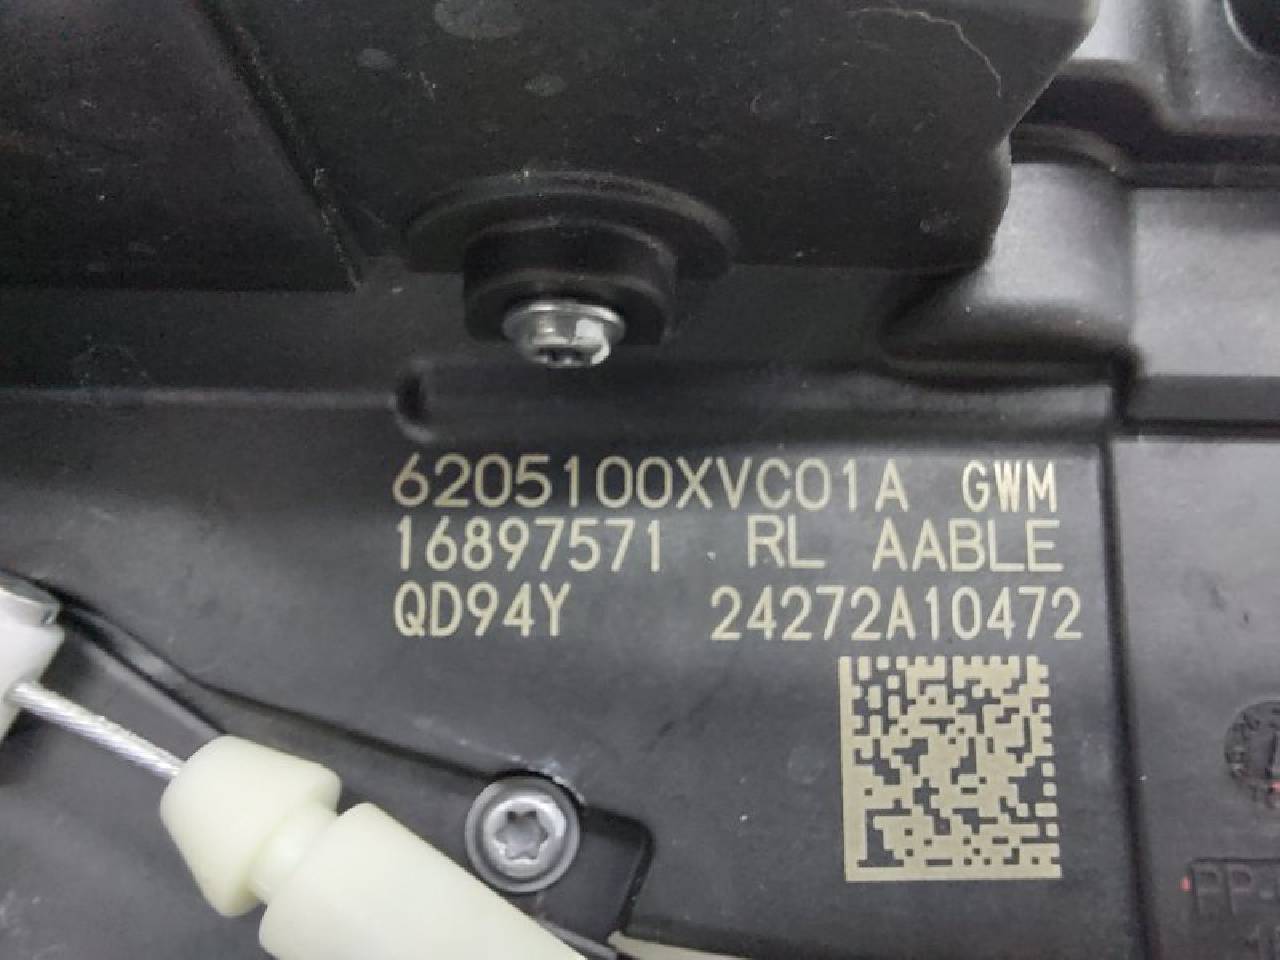 6205100XVC01A GWM
16897571 RL AABLE
QD94Y 24272A10472